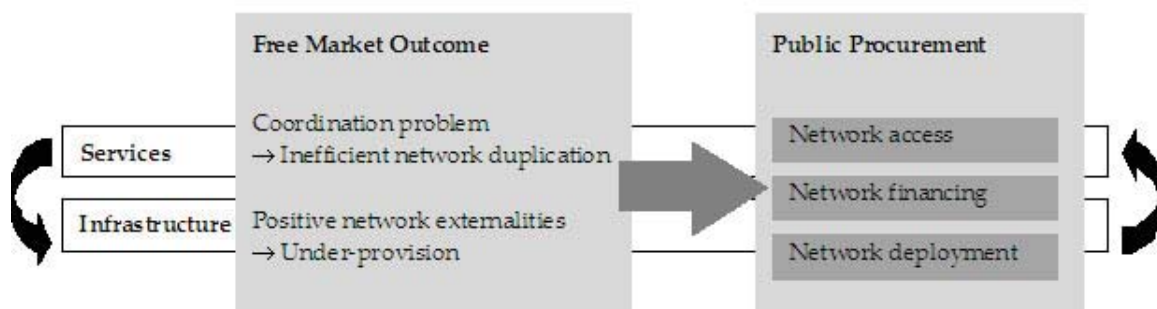 Free Market Outcome
Public Procurement
Services
Coordination problem
→ Inefficient network duplication
Network access
Network financing
Infrastructure
Positive network externalities
→ Under-provision
Network deployment